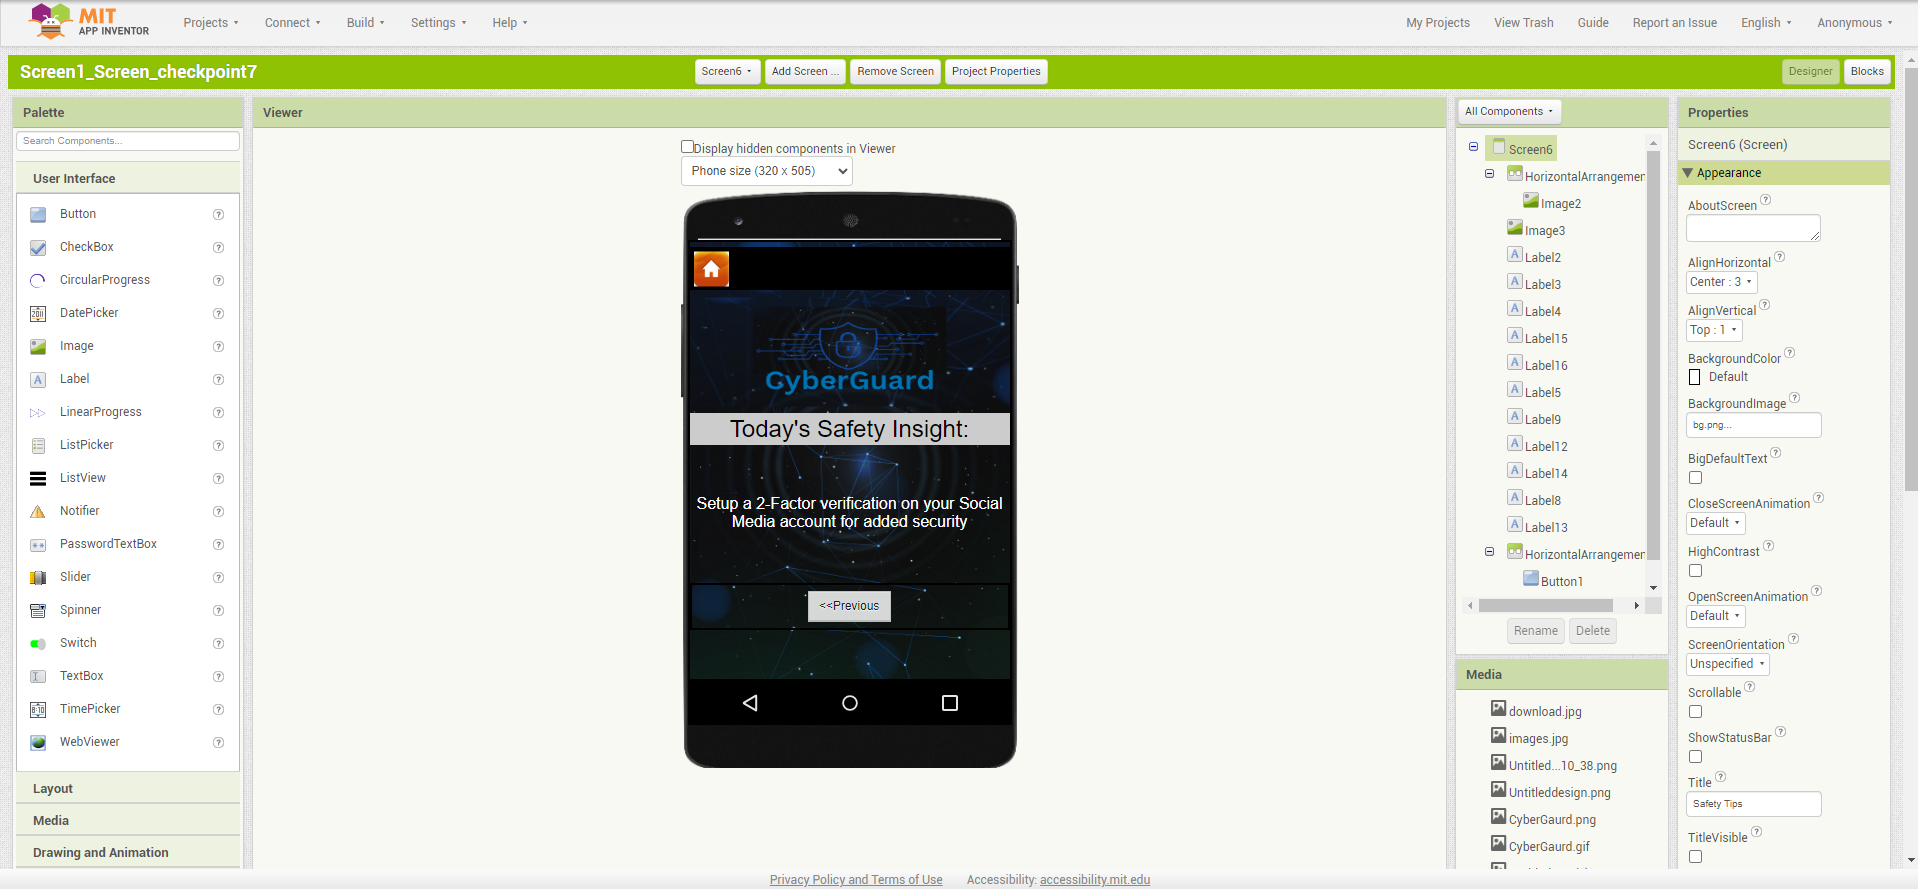 MIT
APP INVENTOR
Projects
Connect
Build
Settings
Help
My Projects
View Trash
Guide
Report an Issue
English
Anonymous
Screen1_Screen_checkpoint7
Screen6
Add Screen ...
Remove Screen
Project Properties
Designer
Blocks
Palette
Search Components...
User Interface
Button
CheckBox
CircularProgress
DatePicker
Image
Label
LinearProgress
ListPicker
ListView
Notifier
PasswordTextBox
Slider
Spinner
Switch
TextBox
TimePicker
WebViewer
Layout
Media
Drawing and Animation
Viewer
Display hidden components in Viewer
Phone size (320 x 505)
CyberGuard
Today's Safety Insight:
Setup a 2-Factor verification on your Social
Media account for added security
<<Previous
All Components
Screen6
HorizontalArrangemen
Image2
Image3
Label2
Label3
Label4
Label15
Label16
Label5
Label9
Label12
Label14
Label8
Label13
HorizontalArrangemen
Button1
Rename
Delete
Media
download.jpg
images.jpg
Untitled...10_38.png
Untitleddesign.png
CyberGaurd.png
CyberGaurd.gif
Properties
Screen6 (Screen)
Appearance
AboutScreen
AlignHorizontal
Center : 3
AlignVertical
Top : 1
BackgroundColor
Default
BackgroundImage
bg.png...
BigDefaultText
CloseScreenAnimation
Default
HighContrast
OpenScreenAnimation
Default
ScreenOrientation
Unspecified
Scrollable
ShowStatusBar
Title
Safety Tips
TitleVisible
Privacy Policy and Terms of Use
Accessibility: accessibility.mit.edu